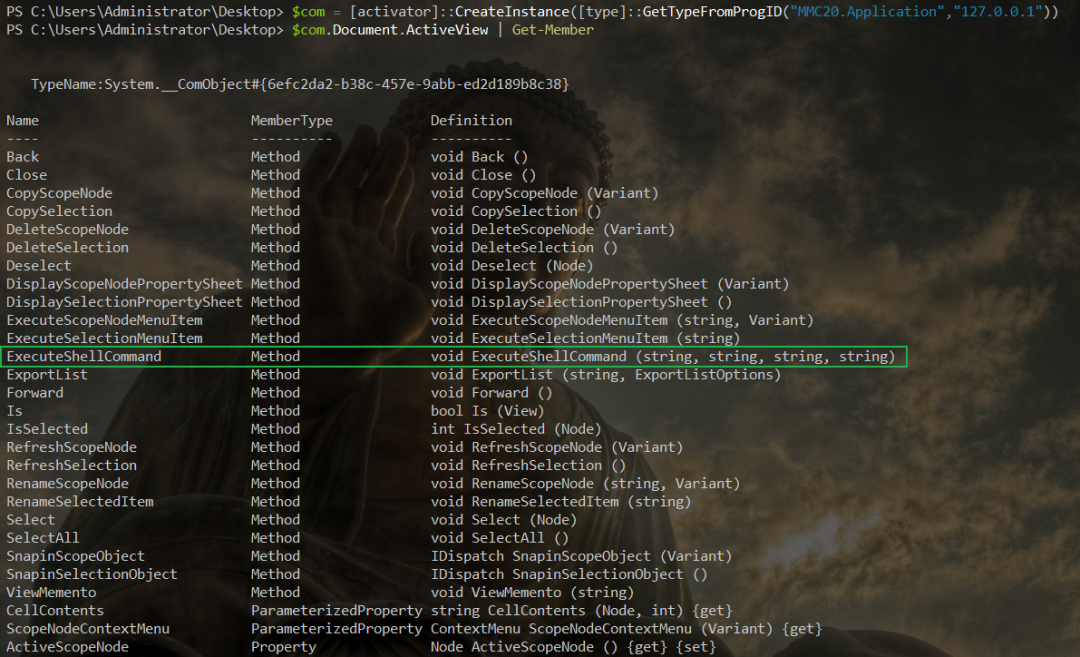 PS C:\Users\Administrator\Desktop> $com = [activator]::CreateInstance([type]::GetTypeFromProgID("MMC20.Application","127.0.0.1"))
PS C:\Users\Administrator\Desktop> $com.Document.ActiveView | Get-Member
TypeName:System.__ComObject#{6efc2da2-b38c-457e-9abb-ed2d189b8c38}
Name MemberType Definition
---- ---------- ----------
Back Method void Back ()
Close Method void Close ()
CopyScopeNode Method void CopyScopeNode (Variant)
CopySelection Method void CopySelection ()
DeleteScopeNode Method void DeleteScopeNode (Variant)
DeleteSelection Method void DeleteSelection ()
Deselect Method void Deselect (Node)
DisplayScopeNodePropertySheet Method void DisplayScopeNodePropertySheet (Variant)
DisplaySelectionPropertySheet Method void DisplaySelectionPropertySheet ()
ExecuteScopeNodeMenuItem Method void ExecuteScopeNodeMenuItem (string, Variant)
ExecuteSelectionMenuItem Method void ExecuteSelectionMenuItem (string)
ExecuteShellCommand Method void ExecuteShellCommand (string, string, string, string)
ExportList Method void ExportList (string, ExportListOptions)
Forward Method void Forward ()
Is Method bool Is (View)
IsSelected Method int IsSelected (Node)
RefreshScopeNode Method void RefreshScopeNode (Variant)
RefreshSelection Method void RefreshSelection ()
RenameScopeNode Method void RenameScopeNode (string, Variant)
RenameSelectedItem Method void RenameSelectedItem (string)
Select Method void Select (Node)
SelectAll Method void SelectAll ()
SnapinScopeObject Method IDispatch SnapinScopeObject (Variant)
SnapinSelectionObject Method IDispatch SnapinSelectionObject ()
ViewMemento Method void ViewMemento (string)
CellContents ParameterizedProperty string CellContents (Node, int) {get}
ScopeNodeContextMenu ParameterizedProperty ContextMenu ScopeNodeContextMenu (Variant) {get}
ActiveScopeNode Property Node ActiveScopeNode () {get} {set}